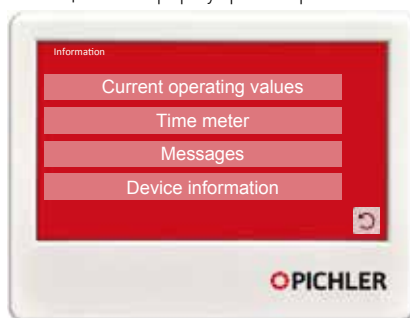 Information
Current operating values
Time meter
Messages
Device information
PICHLER